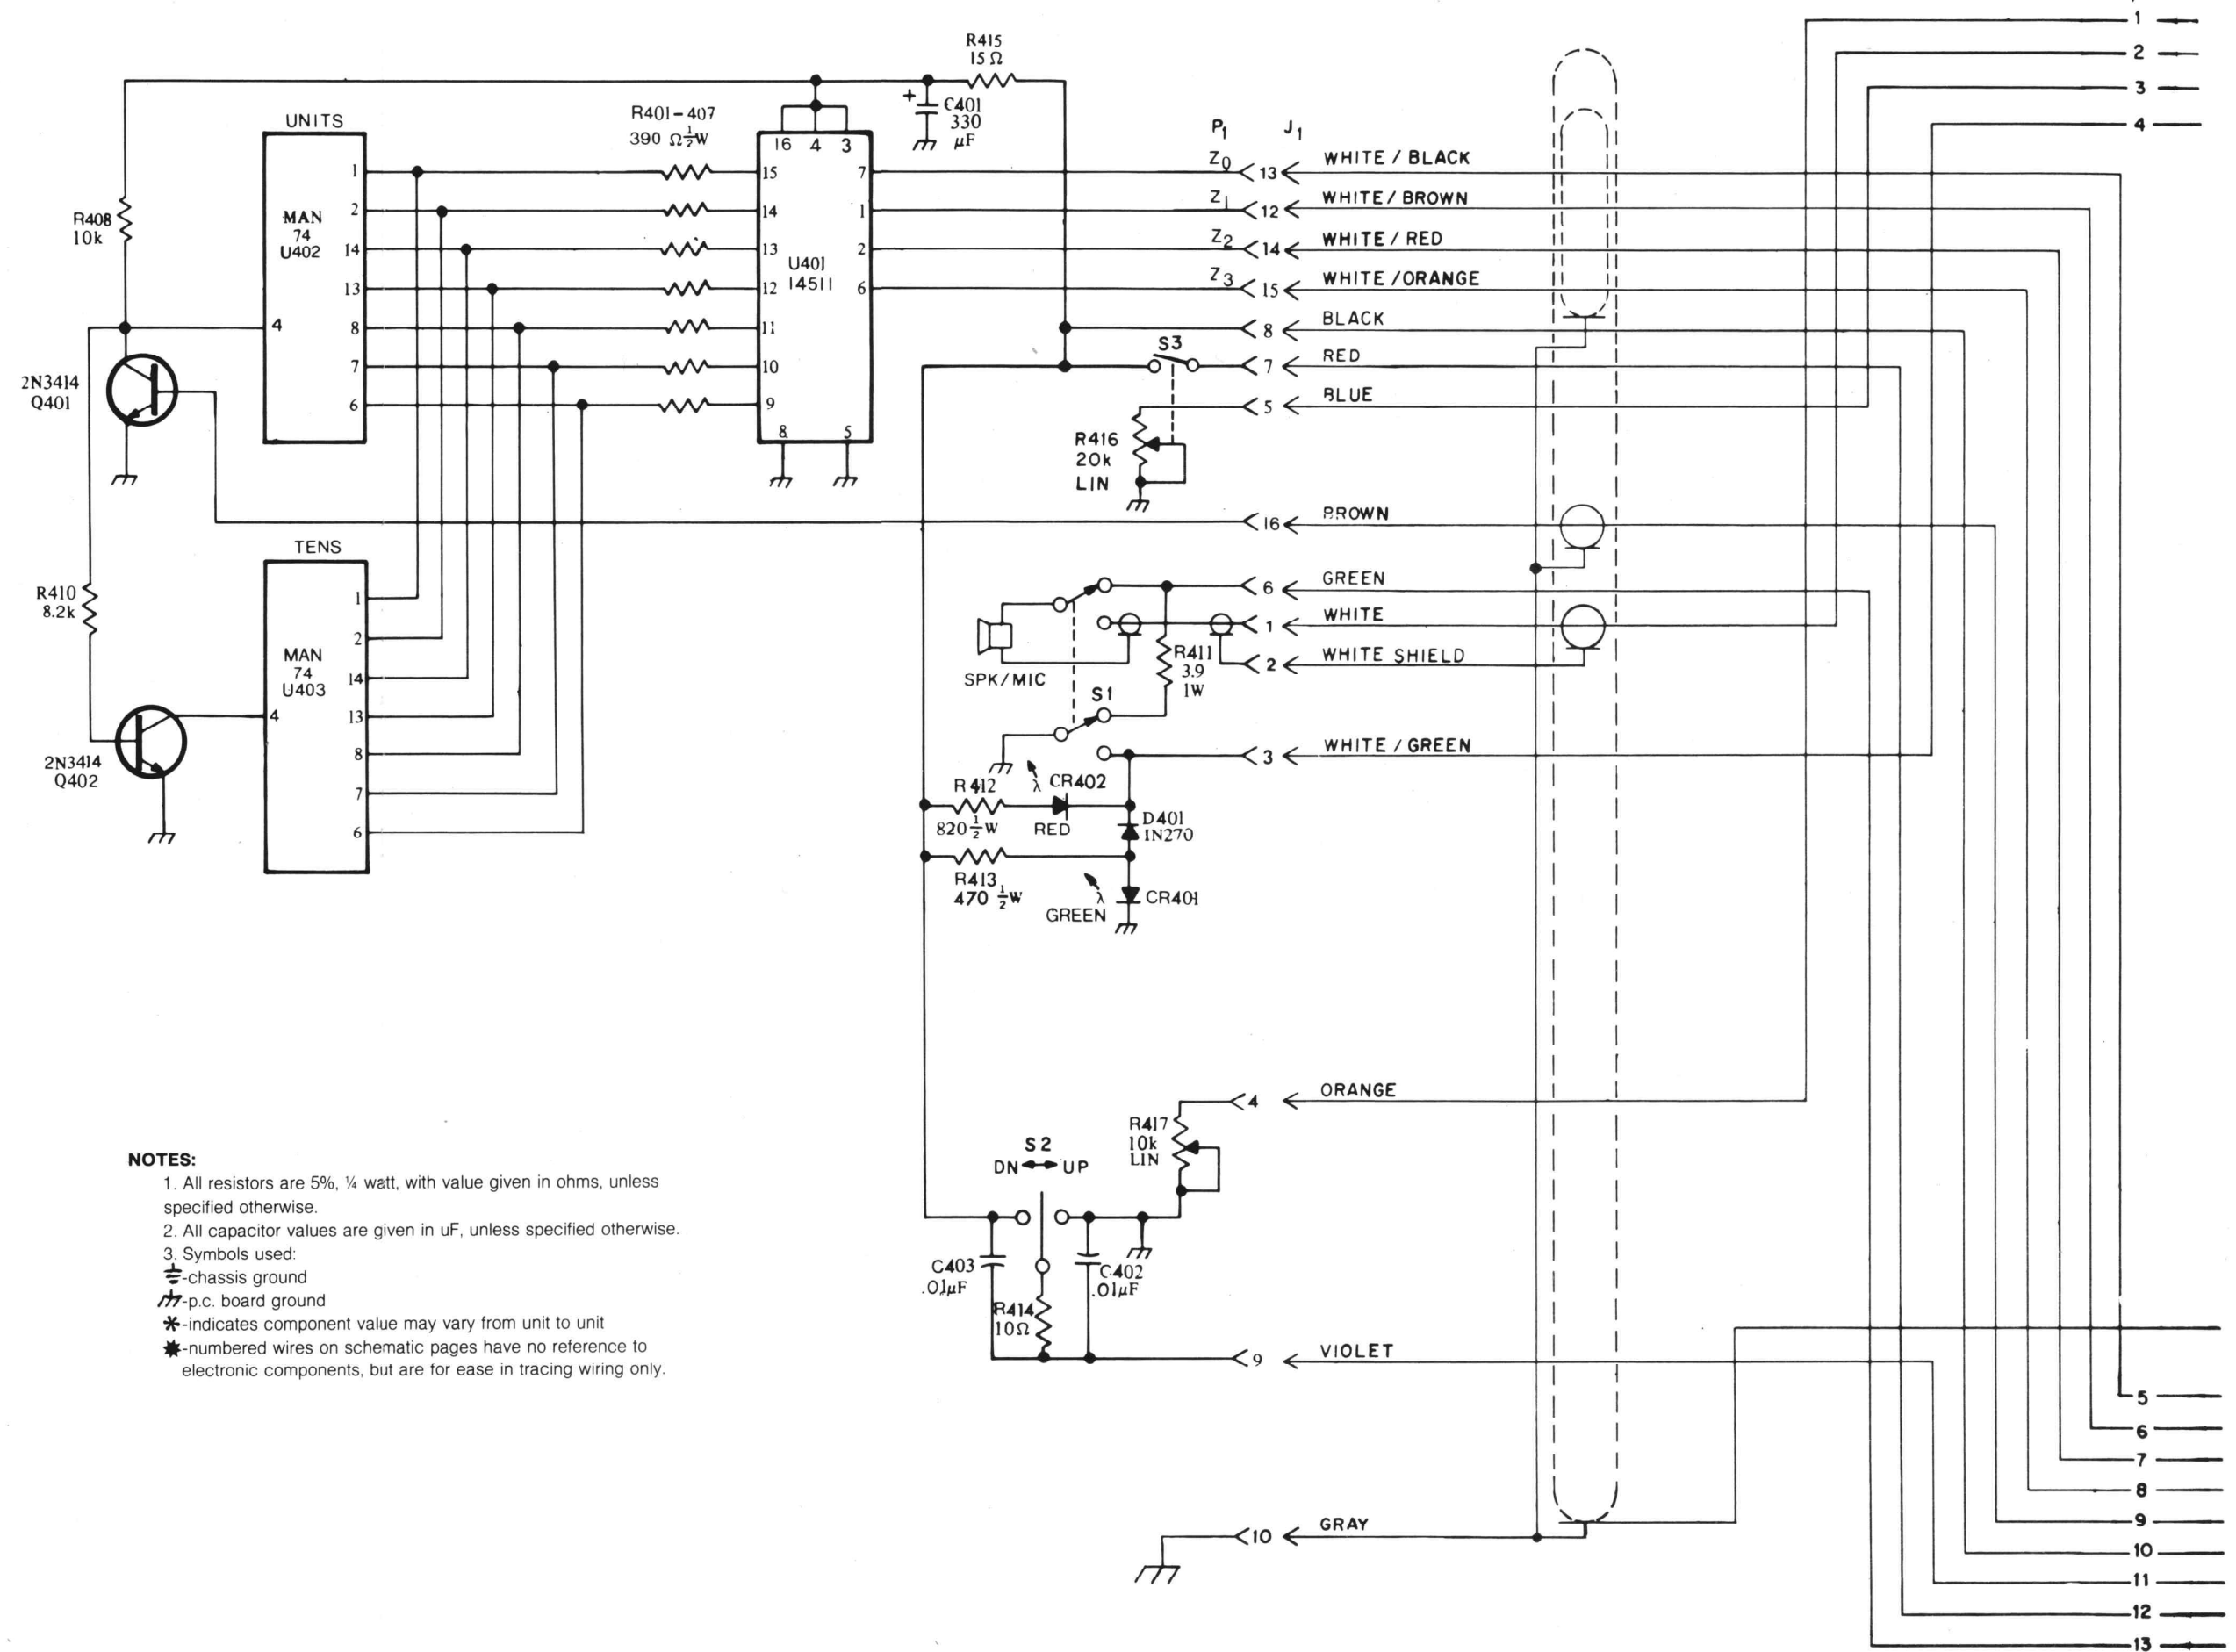 R415
15 Ω
+
C401
330
μF
R401-407
390 Ω ½W
UNITS
MAN
74
U402
1
2
14
13
8
7
6
4
R408
10k
2N3414
Q401
16 4 3
15
14
13
12
11
10
9
7
1
2
6
8
5
U401
14511
P1 J1
Z0 13 WHITE / BLACK
Z1 12 WHITE / BROWN
Z2 14 WHITE / RED
Z3 15 WHITE / ORANGE
8 BLACK
S3
7 RED
5 BLUE
R416
20k
LIN
16 BROWN
6 GREEN
1 WHITE
2 WHITE SHIELD
R411
3.9
1W
SPK/MIC
S1
3 WHITE / GREEN
TENS
MAN
74
U403
1
2
14
13
8
7
6
4
R410
8.2k
2N3414
Q402
R412
820 ½W
λ CR402
RED
D401
1N270
R413
470 ½W
λ
GREEN
CR401
4 ORANGE
R417
10k
LIN
S2
DN UP
C403
.01μF
C402
.01μF
R414
10Ω
9 VIOLET
10 GRAY
1
2
3
4
5
6
7
8
9
10
11
12
13
NOTES:
1. All resistors are 5%, ¼ watt, with value given in ohms, unless
specified otherwise.
2. All capacitor values are given in uF, unless specified otherwise.
3. Symbols used:
-chassis ground
-p.c. board ground
-indicates component value may vary from unit to unit
-numbered wires on schematic pages have no reference to
electronic components, but are for ease in tracing wiring only.